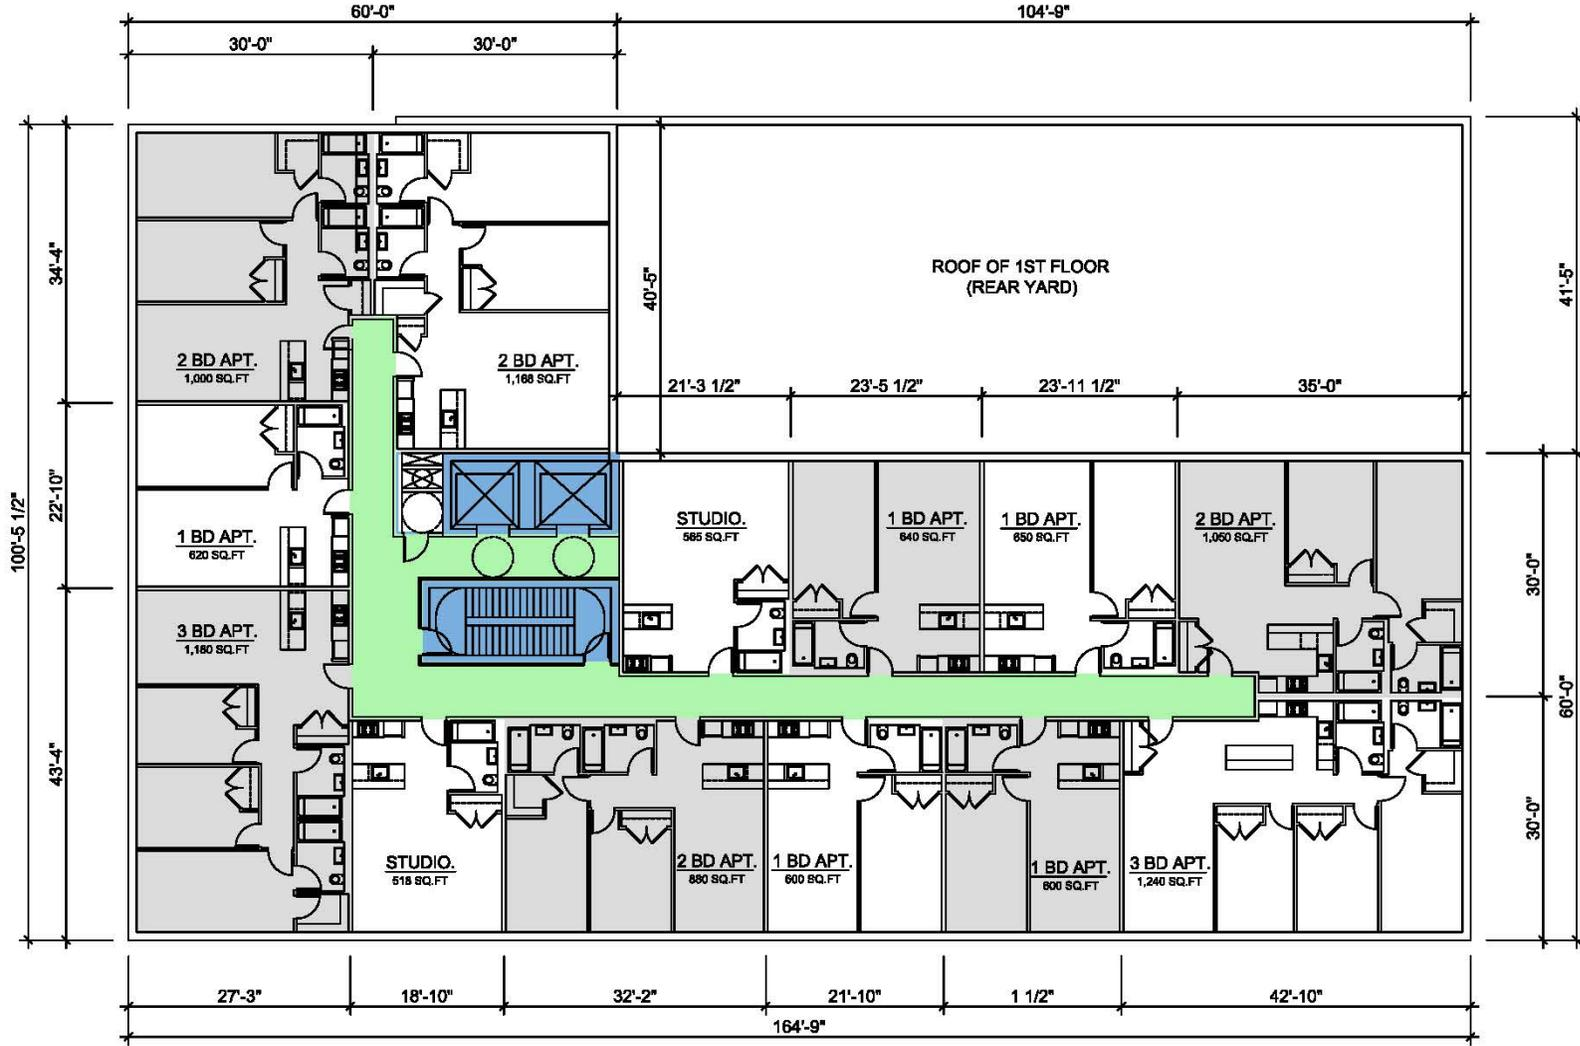 60'-0"
104'-9"
30'-0"
30'-0"
34'-4"
40'-5"
41'-5"
ROOF OF 1ST FLOOR
(REAR YARD)
2 BD APT.
1,000 SQ.FT
2 BD APT.
1,168 SQ.FT
21'-3 1/2"
23'-5 1/2"
23'-11 1/2"
35'-0"
100'-5 1/2"
22'-10"
1 BD APT.
620 SQ.FT
STUDIO.
565 SQ.FT
1 BD APT.
640 SQ.FT
1 BD APT.
650 SQ.FT
2 BD APT.
1,050 SQ.FT
30'-0"
3 BD APT.
1,180 SQ.FT
60'-0"
43'-4"
30'-0"
STUDIO.
518 SQ.FT
2 BD APT.
880 SQ.FT
1 BD APT.
600 SQ.FT
1 BD APT.
600 SQ.FT
3 BD APT.
1,240 SQ.FT
27'-3"
18'-10"
32'-2"
21'-10"
1 1/2"
42'-10"
164'-9"